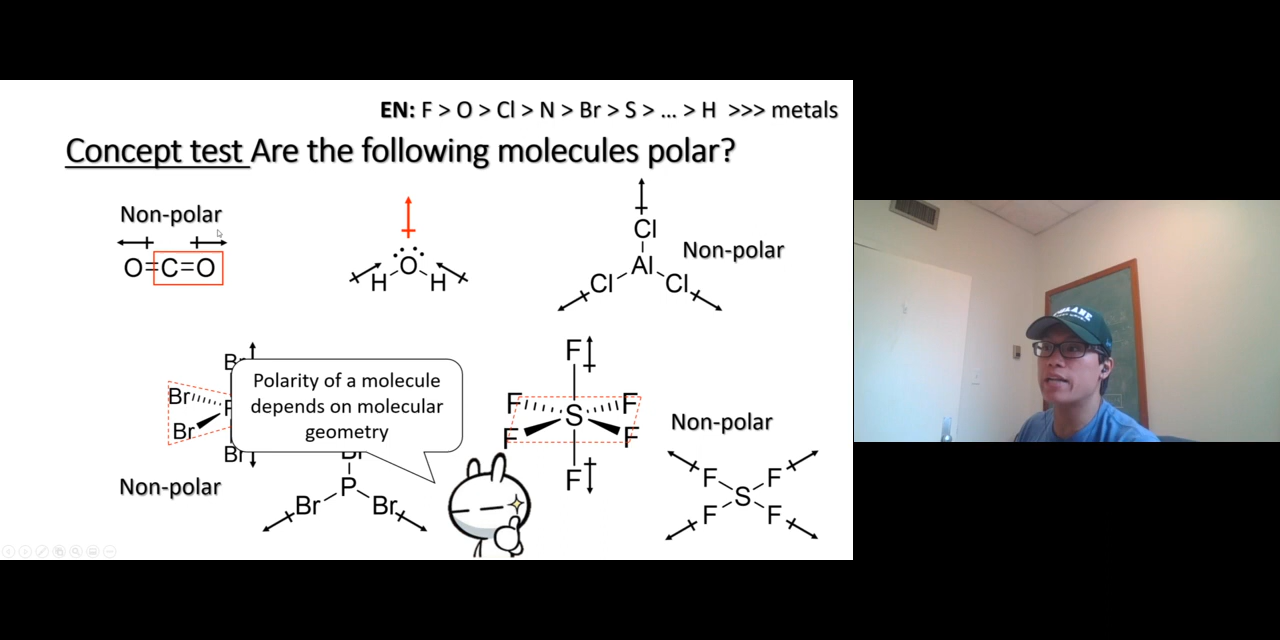 EN: F > O > Cl > N > Br > S > ... > H >>> metals
Concept test Are the following molecules polar?
Non-polar
O=C=O
H O H
Cl
Al
Cl Cl
Non-polar
Br
Br
Br
Br
Non-polar
Polarity of a molecule
depends on molecular
geometry
P
Br Br
F
F F
S
F F
F
Non-polar
F F
S
F F